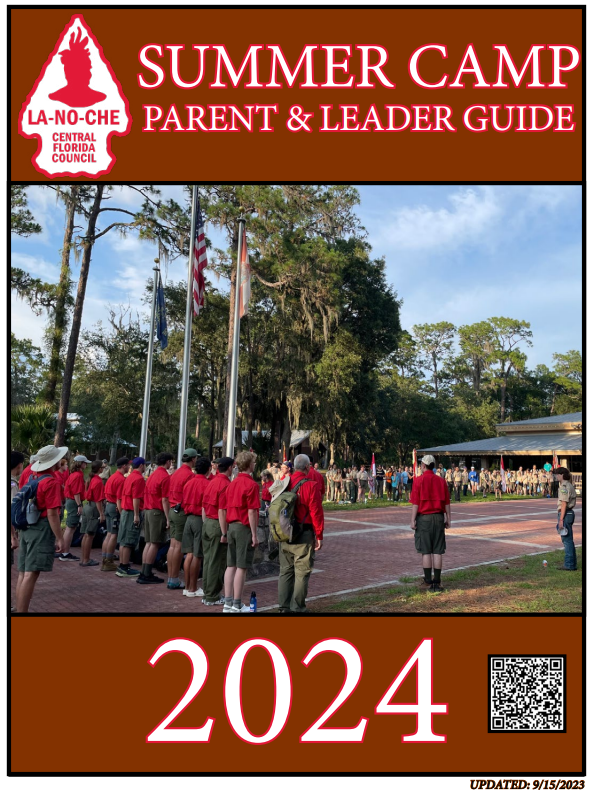 SUMMER CAMP
PARENT & LEADER GUIDE
LA-NO-CHE
CENTRAL
FLORIDA
COUNCIL
2024
UPDATED: 9/15/2023